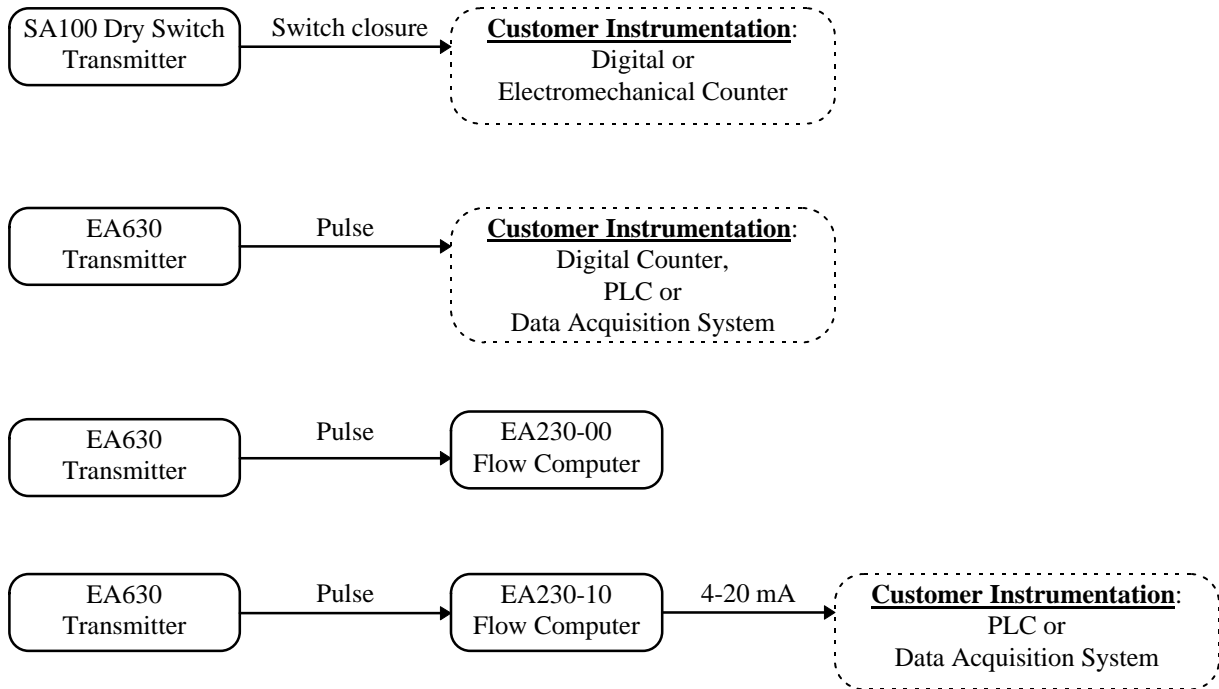 SA100 Dry Switch
Transmitter
Switch closure
Customer Instrumentation:
Digital or
Electromechanical Counter
EA630
Transmitter
Pulse
Customer Instrumentation:
Digital Counter,
PLC or
Data Acquisition System
EA630
Transmitter
Pulse
EA230-00
Flow Computer
EA630
Transmitter
Pulse
EA230-10
Flow Computer
4-20 mA
Customer Instrumentation:
PLC or
Data Acquisition System